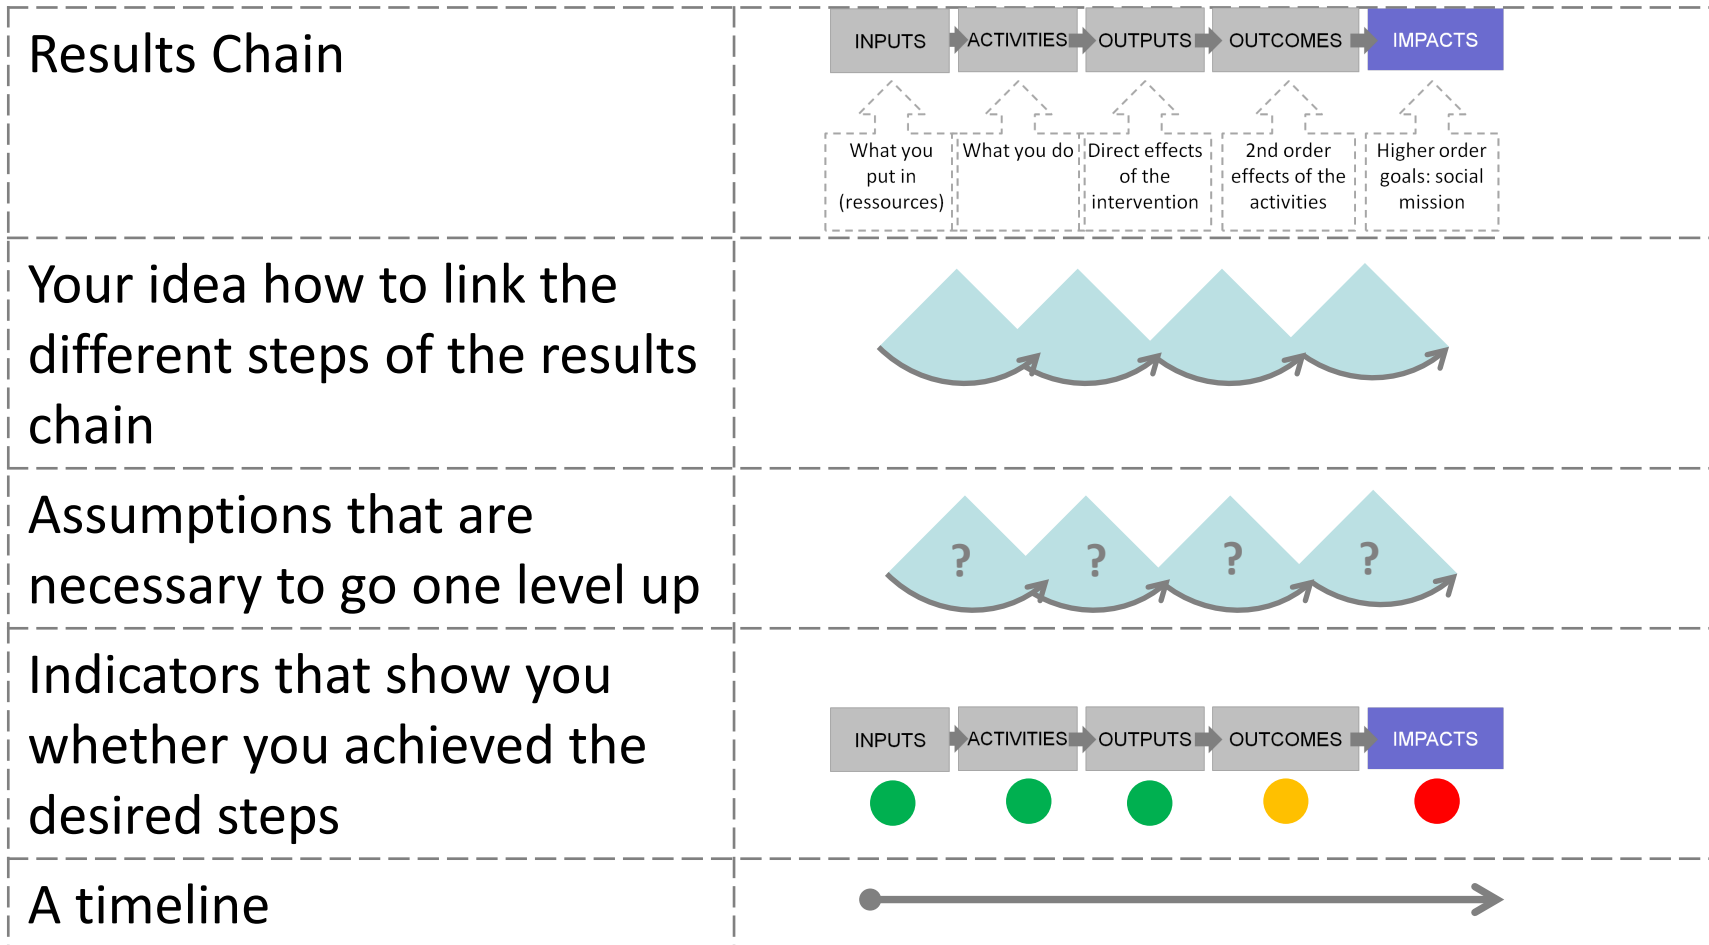 Results Chain
INPUTS
ACTIVITIES
OUTPUTS
OUTCOMES
IMPACTS
What you
put in
(ressources)
What you do
Direct effects
of the
intervention
2nd order
effects of the
activities
Higher order
goals: social
mission
Your idea how to link the
different steps of the results
chain
Assumptions that are
necessary to go one level up
?
?
?
?
Indicators that show you
whether you achieved the
desired steps
INPUTS
ACTIVITIES
OUTPUTS
OUTCOMES
IMPACTS
A timeline